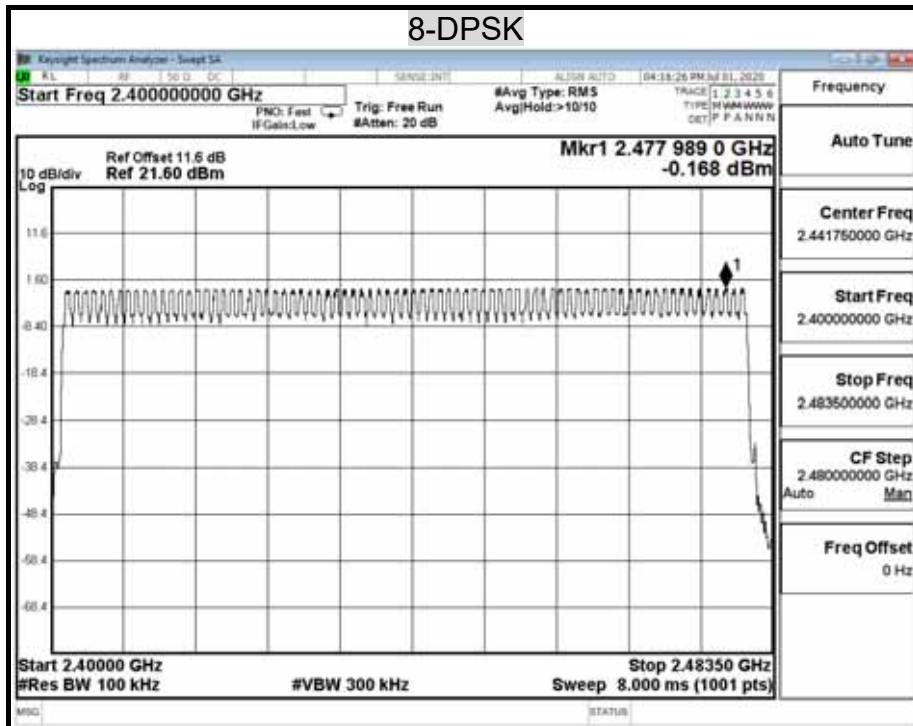 8-DPSK
Keysight Spectrum Analyzer - Swept SA
RL RF 50 Ω DC SENSE:INT ALIGN AUTO 04:16:26 PM Jul 01, 2020
Start Freq 2.400000000 GHz
PNO: Fast
IFGain:Low
Trig: Free Run
#Atten: 20 dB
#Avg Type: RMS
Avg|Hold:>10/10
TRACE 1 2 3 4 5 6
TYPE M WWWWW
DET P P A N N N
Frequency
Auto Tune
Center Freq
2.441750000 GHz
Start Freq
2.400000000 GHz
Stop Freq
2.483500000 GHz
CF Step
2.480000000 GHz
Auto Man
Freq Offset
0 Hz
Ref Offset 11.6 dB
10 dB/div Ref 21.60 dBm
Log
Mkr1 2.477 989 0 GHz
-0.168 dBm
11.6
1.60
-8.40
-18.4
-28.4
-38.4
-48.4
-58.4
-68.4
1
Start 2.40000 GHz
Stop 2.48350 GHz
#Res BW 100 kHz
#VBW 300 kHz
Sweep 8.000 ms (1001 pts)
MSG
STATUS